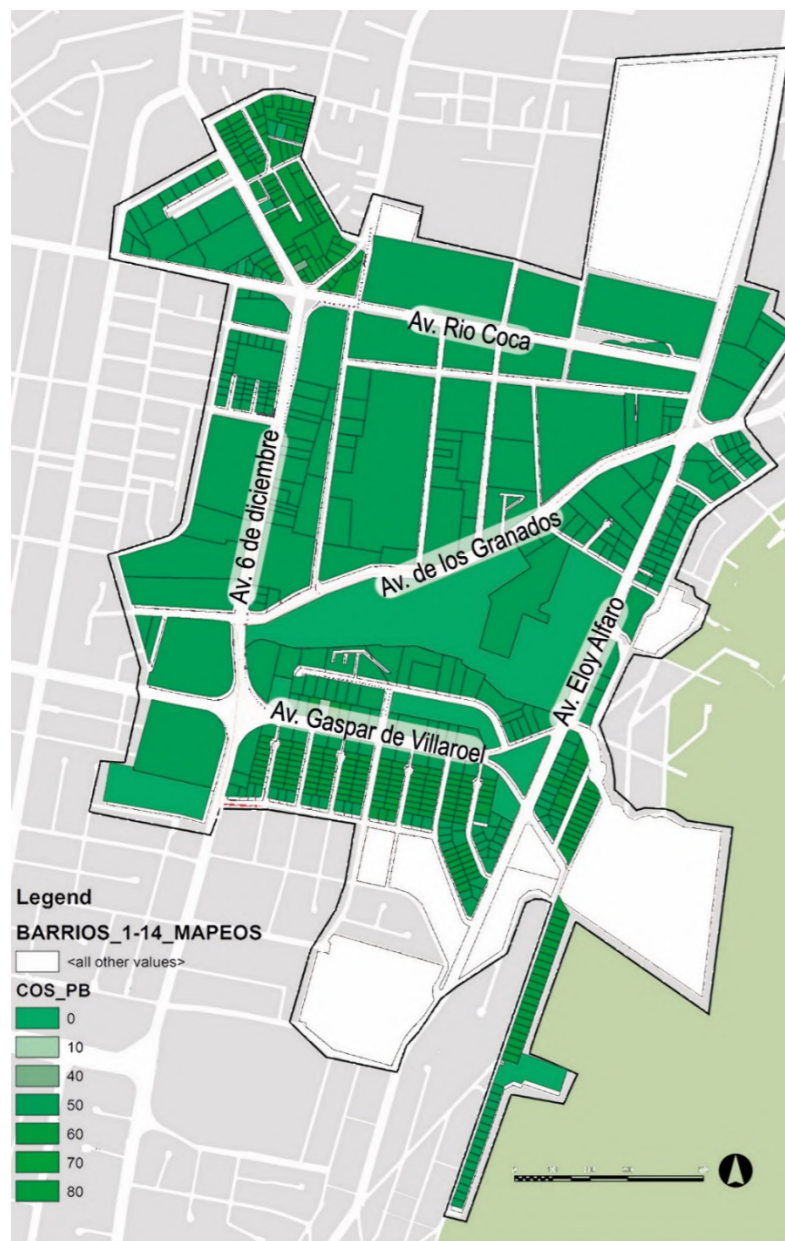 Av. Rio Coca
Av. 6 de diciembre
Av. de los Granados
Av. Eloy Alfaro
Av. Gaspar de Villaroel
Legend
BARRIOS_1-14_MAPEOS
<all other values>
COS_PB
0
10
40
50
60
70
80